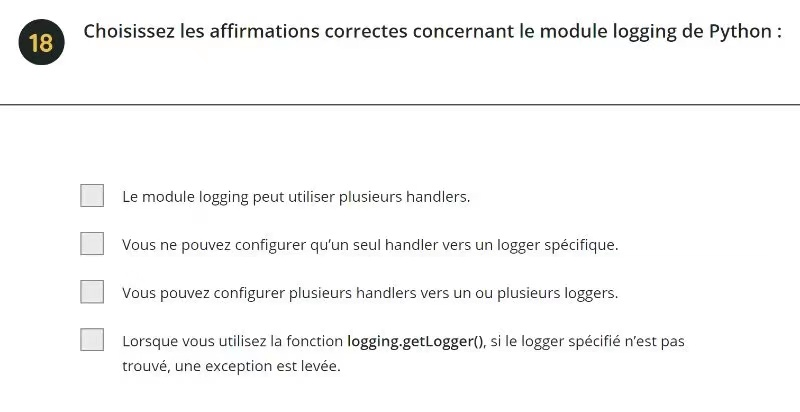 18
Choisissez les affirmations correctes concernant le module logging de Python :
Le module logging peut utiliser plusieurs handlers.
Vous ne pouvez configurer qu’un seul handler vers un logger spécifique.
Vous pouvez configurer plusieurs handlers vers un ou plusieurs loggers.
Lorsque vous utilisez la fonction logging.getLogger(), si le logger spécifié n’est pas
trouvé, une exception est levée.